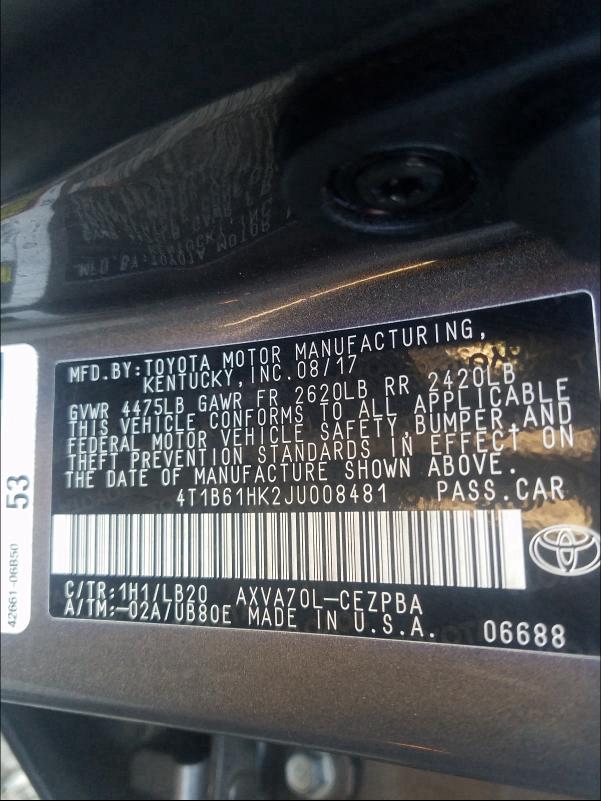 MFD.BY:TOYOTA MOTOR MANUFACTURING,
KENTUCKY, INC. 08/17
GVWR 4475LB GAWR FR 2620LB RR 2420LB
THIS VEHICLE CONFORMS TO ALL APPLICABLE
FEDERAL MOTOR VEHICLE SAFETY, BUMPER, AND
THEFT PREVENTION STANDARDS IN EFFECT ON
THE DATE OF MANUFACTURE SHOWN ABOVE.
4T1B61HK2JU008481 PASS.CAR
C/TR:1H1/LB20 AXVA70L-CEZPBA
A/TM:-02A/UB80E MADE IN U.S.A. 06688
53
42661-06B50